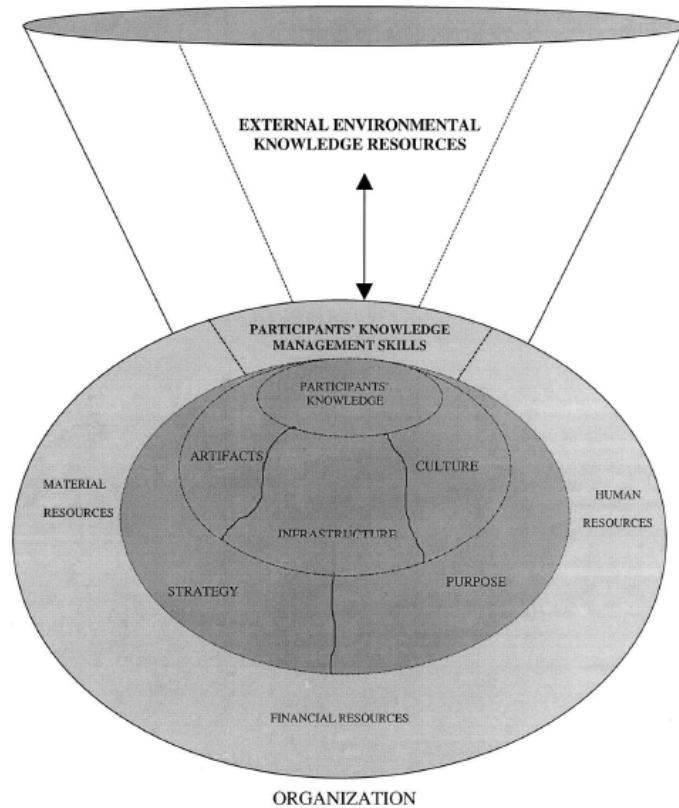 EXTERNAL ENVIRONMENTAL
KNOWLEDGE RESOURCES
PARTICIPANTS' KNOWLEDGE
MANAGEMENT SKILLS
PARTICIPANTS'
KNOWLEDGE
ARTIFACTS
CULTURE
MATERIAL
RESOURCES
HUMAN
RESOURCES
INFRASTRUCTURE
STRATEGY
PURPOSE
FINANCIAL RESOURCES
ORGANIZATION